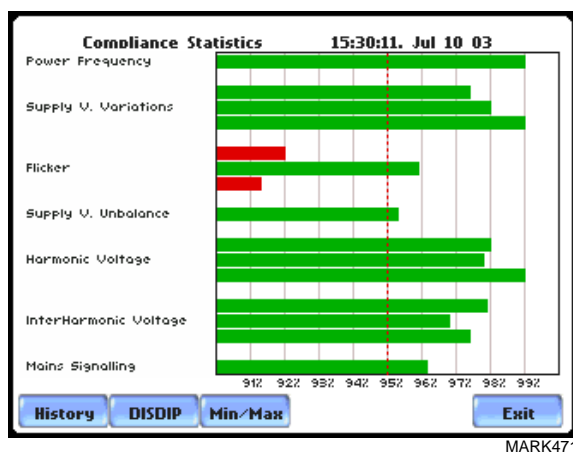 Compliance Statistics 15:30:11. Jul 10 03
Power Frequency
Supply V. Variations
Flicker
Supply V. Unbalance
Harmonic Voltage
InterHarmonic Voltage
Mains Signalling
91% 92% 93% 94% 95% 96% 97% 98% 99%
History DISDIP Min/Max Exit
MARK471